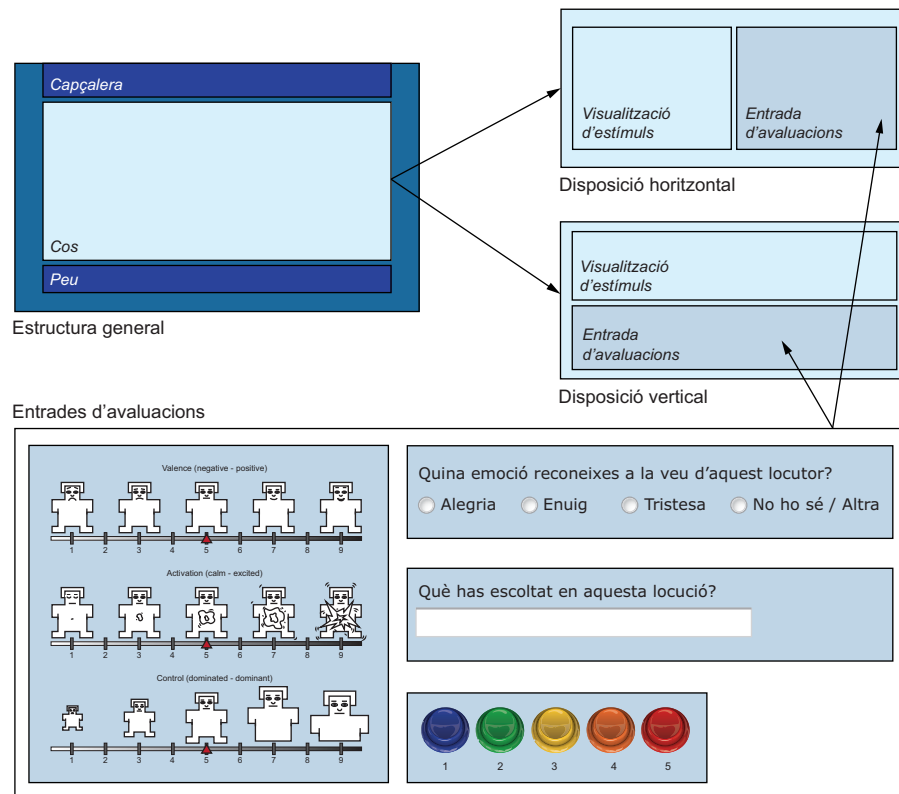 Capçalera
Cos
Peu
Estructura general
Visualització
d'estímuls
Entrada
d'avaluacions
Disposició horitzontal
Visualització
d'estímuls
Entrada
d'avaluacions
Disposició vertical
Entrades d'avaluacions
Valence (negative - positive)
1 2 3 4 5 6 7 8 9
Activation (calm - excited)
1 2 3 4 5 6 7 8 9
Control (dominated - dominant)
1 2 3 4 5 6 7 8 9
Quina emoció reconeixes a la veu d'aquest locutor?
Alegria Enuig Tristesa No ho sé / Altra
Què has escoltat en aquesta locució?
1 2 3 4 5